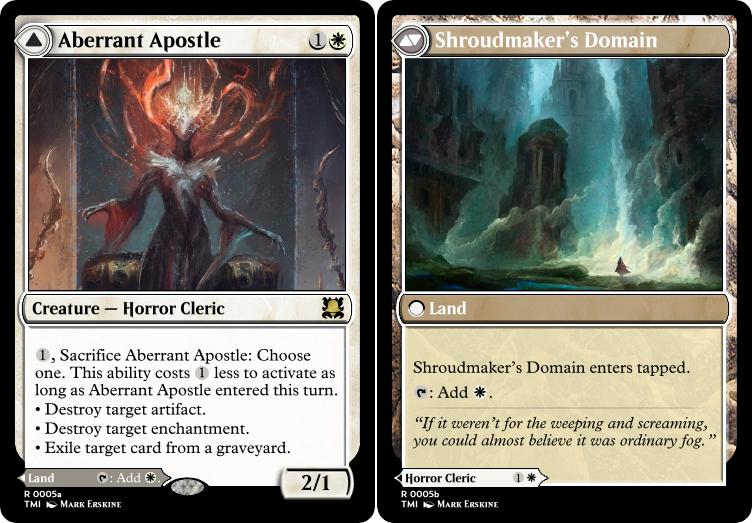 Aberrant Apostle 1
Creature — Horror Cleric
1, Sacrifice Aberrant Apostle: Choose
one. This ability costs 1 less to activate as
long as Aberrant Apostle entered this turn.
• Destroy target artifact.
• Destroy target enchantment.
• Exile target card from a graveyard.
Land : Add .
2/1
R 0005a
TMI MARK ERSKINE
Shroudmaker's Domain
Land
Shroudmaker's Domain enters tapped.
: Add .
"If it weren't for the weeping and screaming,
you could almost believe it was ordinary fog."
Horror Cleric 1
R 0005b
TMI MARK ERSKINE